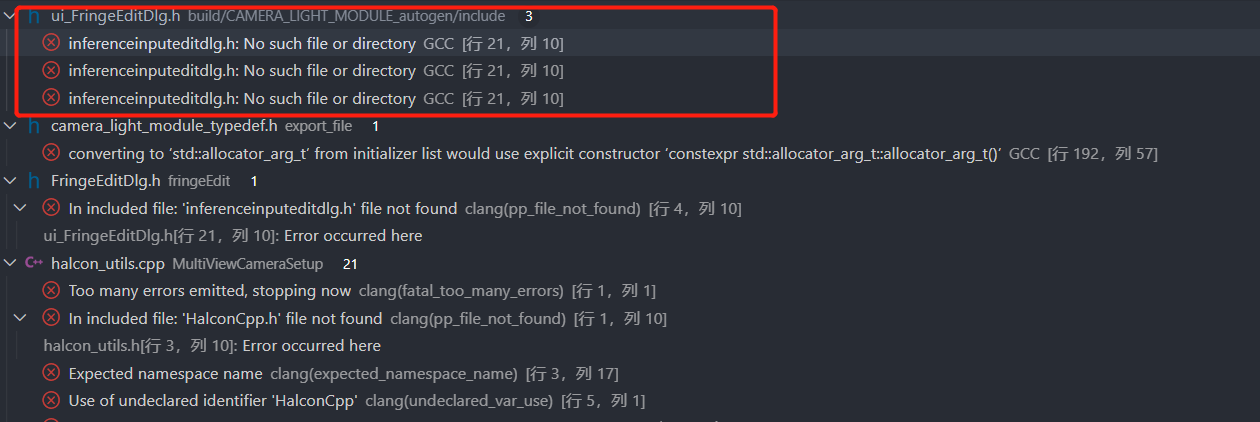 ui_FringeEditDlg.h build/CAMERA_LIGHT_MODULE_autogen/include 3
inferenceinputeditdlg.h: No such file or directory GCC [行 21，列 10]
inferenceinputeditdlg.h: No such file or directory GCC [行 21，列 10]
inferenceinputeditdlg.h: No such file or directory GCC [行 21，列 10]
camera_light_module_typedef.h export_file 1
converting to ‘std::allocator_arg_t’ from initializer list would use explicit constructor ‘constexpr std::allocator_arg_t::allocator_arg_t()’ GCC [行 192，列 57]
FringeEditDlg.h fringeEdit 1
In included file: 'inferenceinputeditdlg.h' file not found clang(pp_file_not_found) [行 4，列 10]
ui_FringeEditDlg.h[行 21，列 10]: Error occurred here
halcon_utils.cpp MultiViewCameraSetup 21
Too many errors emitted, stopping now clang(fatal_too_many_errors) [行 1，列 1]
In included file: 'HalconCpp.h' file not found clang(pp_file_not_found) [行 1，列 10]
halcon_utils.h[行 3，列 10]: Error occurred here
Expected namespace name clang(expected_namespace_name) [行 3，列 17]
Use of undeclared identifier 'HalconCpp' clang(undeclared_var_use) [行 5，列 1]